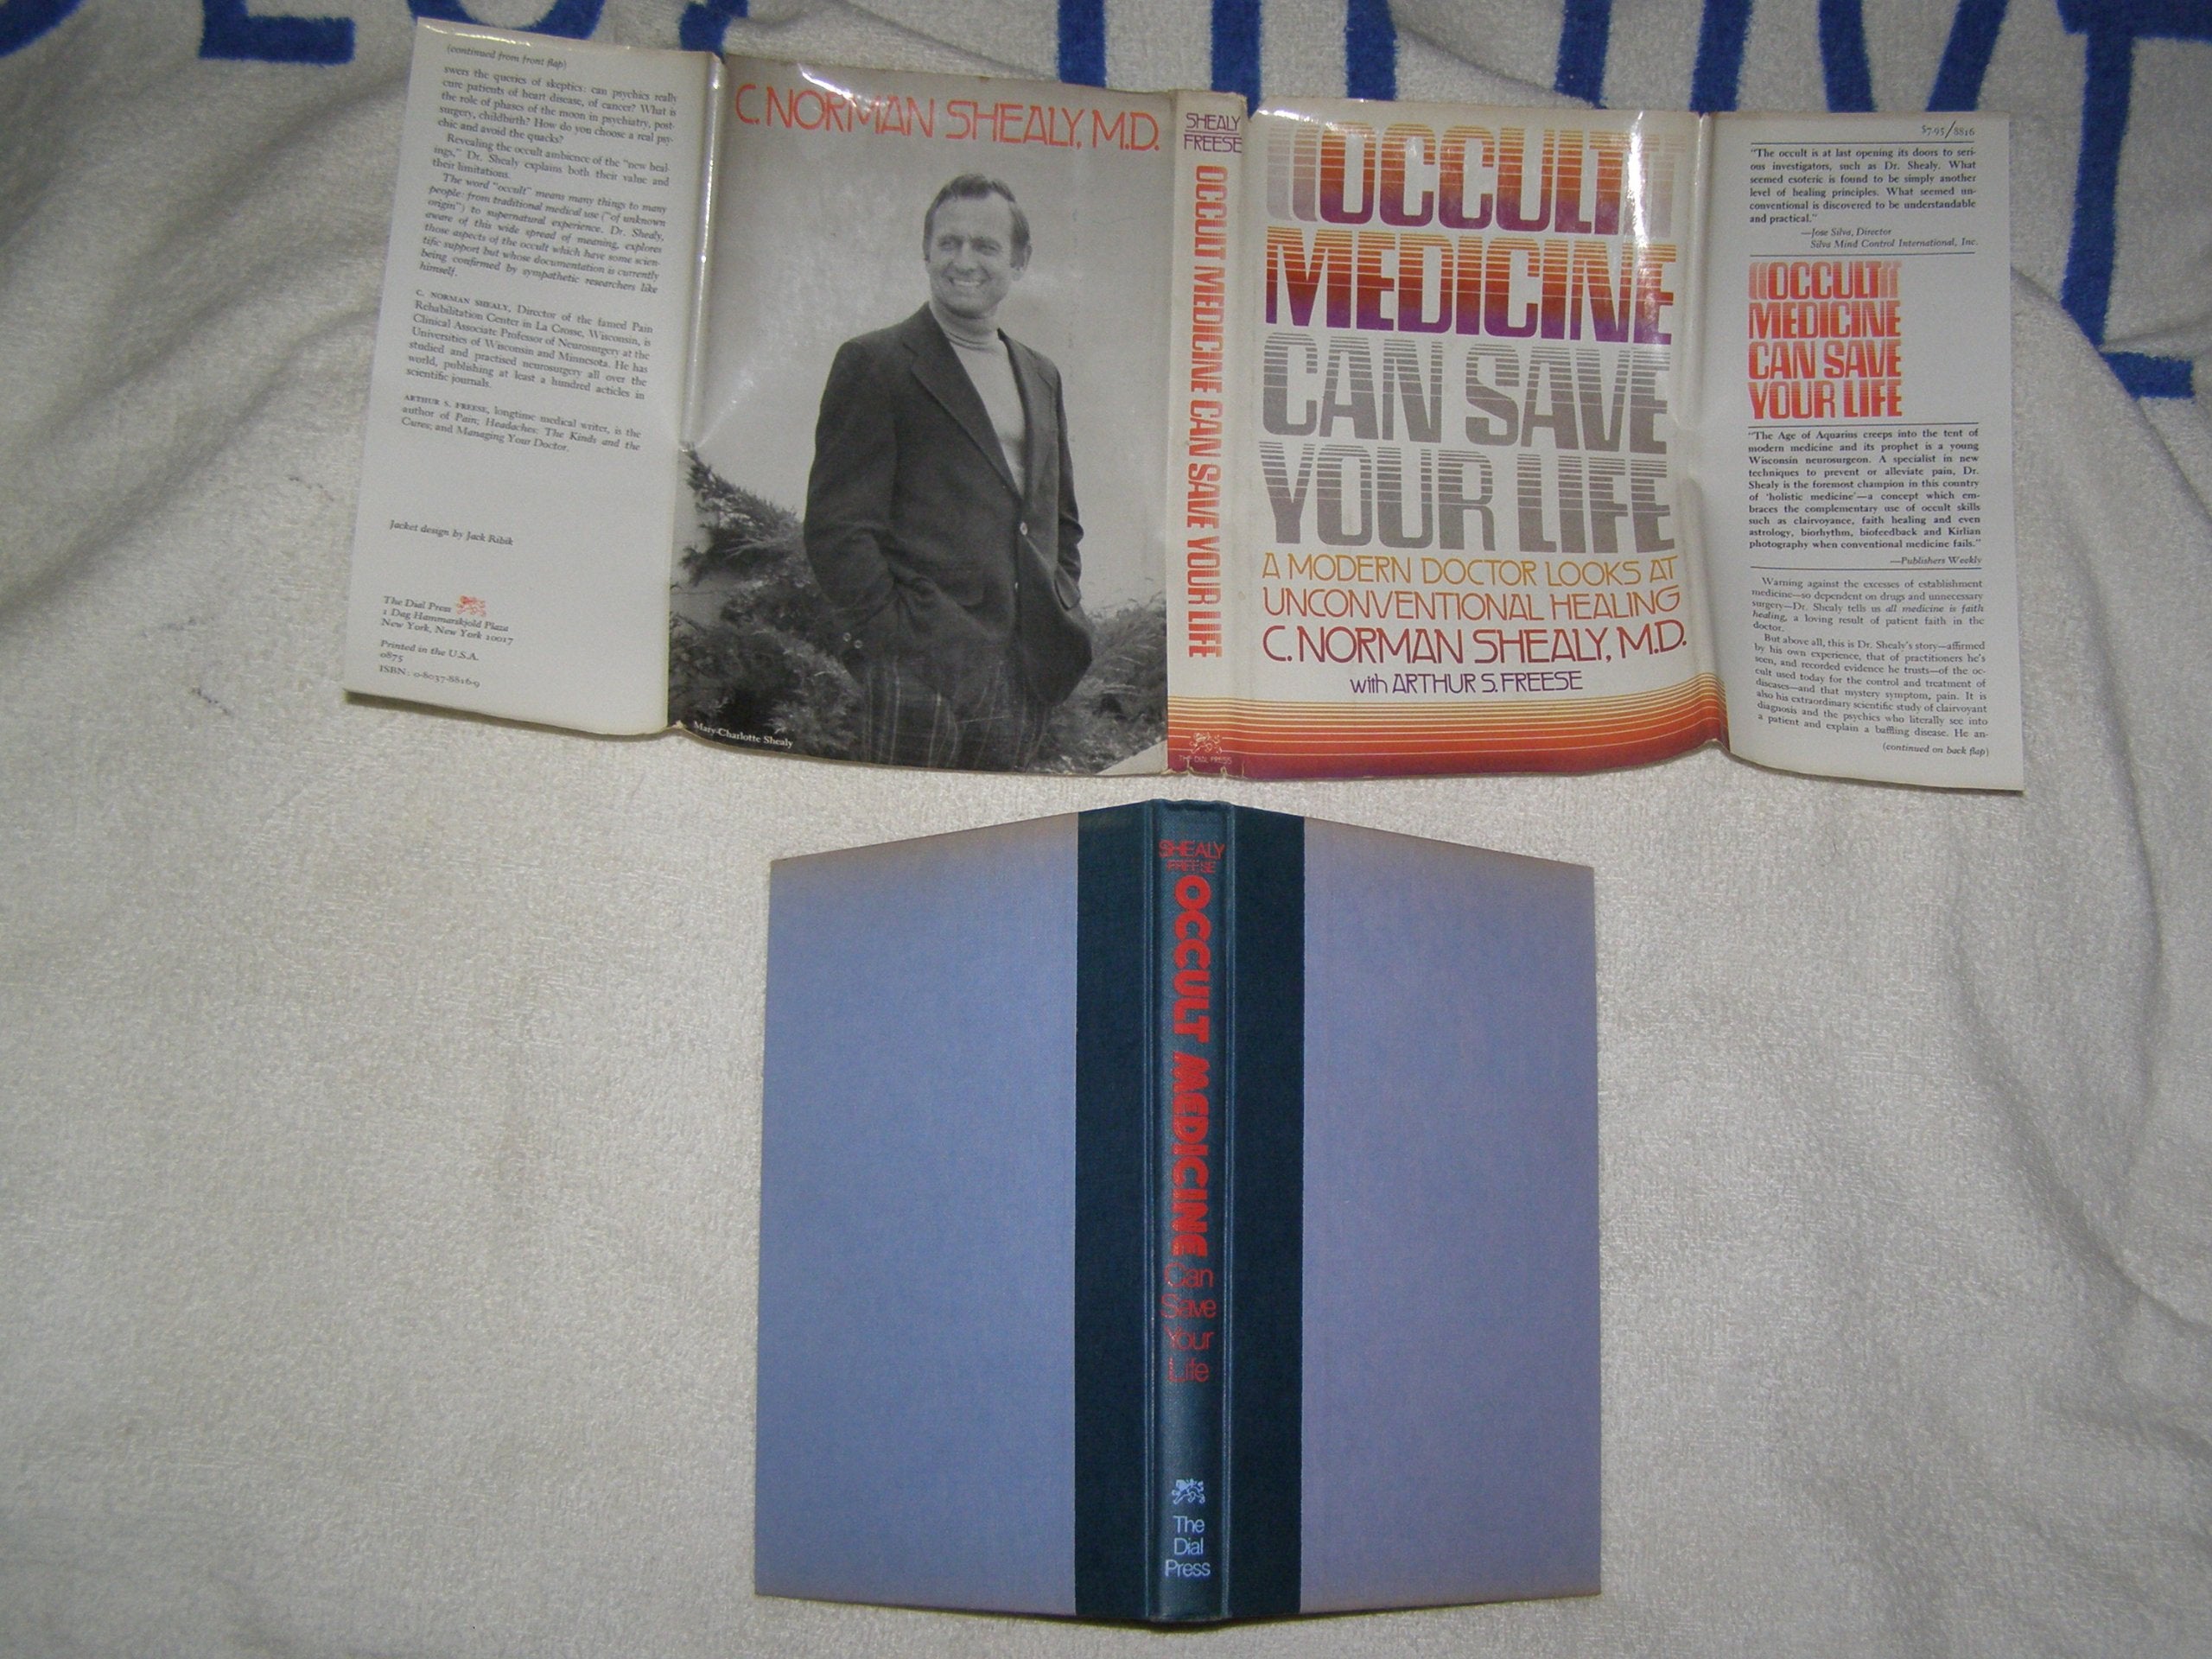 (continued from front flap)
swers the queries of skeptics: can psychics really
cure patients of heart disease, of cancer? What is
the role of phases of the moon in psychiatry, post-
surgery, childbirth? How do you choose a real psy-
chic and avoid the quacks?
Revealing the occult ambience of the "new heal-
ings," Dr. Shealy explains both their value and
their limitations.
The word "occult" means many things to many
people: from traditional medical use ("of unknown
origin") to supernatural experience. Dr. Shealy,
aware of this wide spread of meaning, explores
those aspects of the occult which have some scien-
tific support but whose documentation is currently
being confirmed by sympathetic researchers like
himself.
C. NORMAN SHEALY, Director of the famed Pain
Rehabilitation Center in La Crosse, Wisconsin, is
Clinical Associate Professor of Neurosurgery at the
Universities of Wisconsin and Minnesota. He has
studied and practised neurosurgery all over the
world, publishing at least a hundred articles in
scientific journals.
ARTHUR S. FREESE, longtime medical writer, is the
author of Pain; Headaches: The Kinds and the
Cures; and Managing Your Doctor.
Jacket design by Jack Ribik
The Dial Press
1 Dag Hammarskjold Plaza
New York, New York 10017
Printed in the U.S.A.
0875
ISBN: 0-8037-8816-9
C. NORMAN SHEALY, M.D.
Mary-Charlotte Shealy
SHEALY
FREESE
OCCULT MEDICINE CAN SAVE YOUR LIFE
THE DIAL PRESS
OCCULT
MEDICINE
CAN SAVE
YOUR LIFE
A MODERN DOCTOR LOOKS AT
UNCONVENTIONAL HEALING
C. NORMAN SHEALY, M.D.
with ARTHUR S. FREESE
$7.95/8816
"The occult is at last opening its doors to seri-
ous investigators, such as Dr. Shealy. What
seemed esoteric is found to be simply another
level of healing principles. What seemed un-
conventional is discovered to be understandable
and practical."
—Jose Silva, Director
Silva Mind Control International, Inc.
OCCULT
MEDICINE
CAN SAVE
YOUR LIFE
"The Age of Aquarius creeps into the tent of
modern medicine and its prophet is a young
Wisconsin neurosurgeon. A specialist in new
techniques to prevent or alleviate pain, Dr.
Shealy is the foremost champion in this country
of 'holistic medicine'—a concept which em-
braces the complementary use of occult skills
such as clairvoyance, faith healing and even
astrology, biorhythm, biofeedback and Kirlian
photography when conventional medicine fails."
—Publishers Weekly
Warning against the excesses of establishment
medicine—so dependent on drugs and unnecessary
surgery—Dr. Shealy tells us all medicine is faith
healing, a loving result of patient faith in the
doctor.
But above all, this is Dr. Shealy's story—affirmed
by his own experience, that of practitioners he's
seen, and recorded evidence he trusts—of the oc-
cult used today for the control and treatment of
diseases—and that mystery symptom, pain. It is
also his extraordinary scientific study of clairvoyant
diagnosis and the psychics who literally see into
a patient and explain a baffling disease. He an-
(continued on back flap)
SHEALY
FREESE
OCCULT MEDICINE
Can
Save
Your
Life
The
Dial
Press